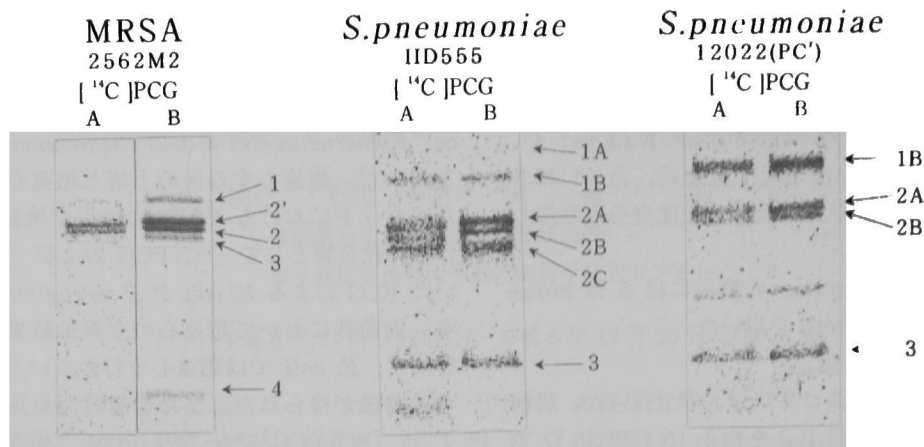 MRSA
2562M2
[ ¹⁴C ]PCG
A B
1
2'
2
3
4
S.pneumoniae
IID555
[ ¹⁴C ]PCG
A B
1A
1B
2A
2B
2C
3
S.pneumoniae
12022(PC')
[ ¹⁴C ]PCG
A B
1B
2A
2B
3